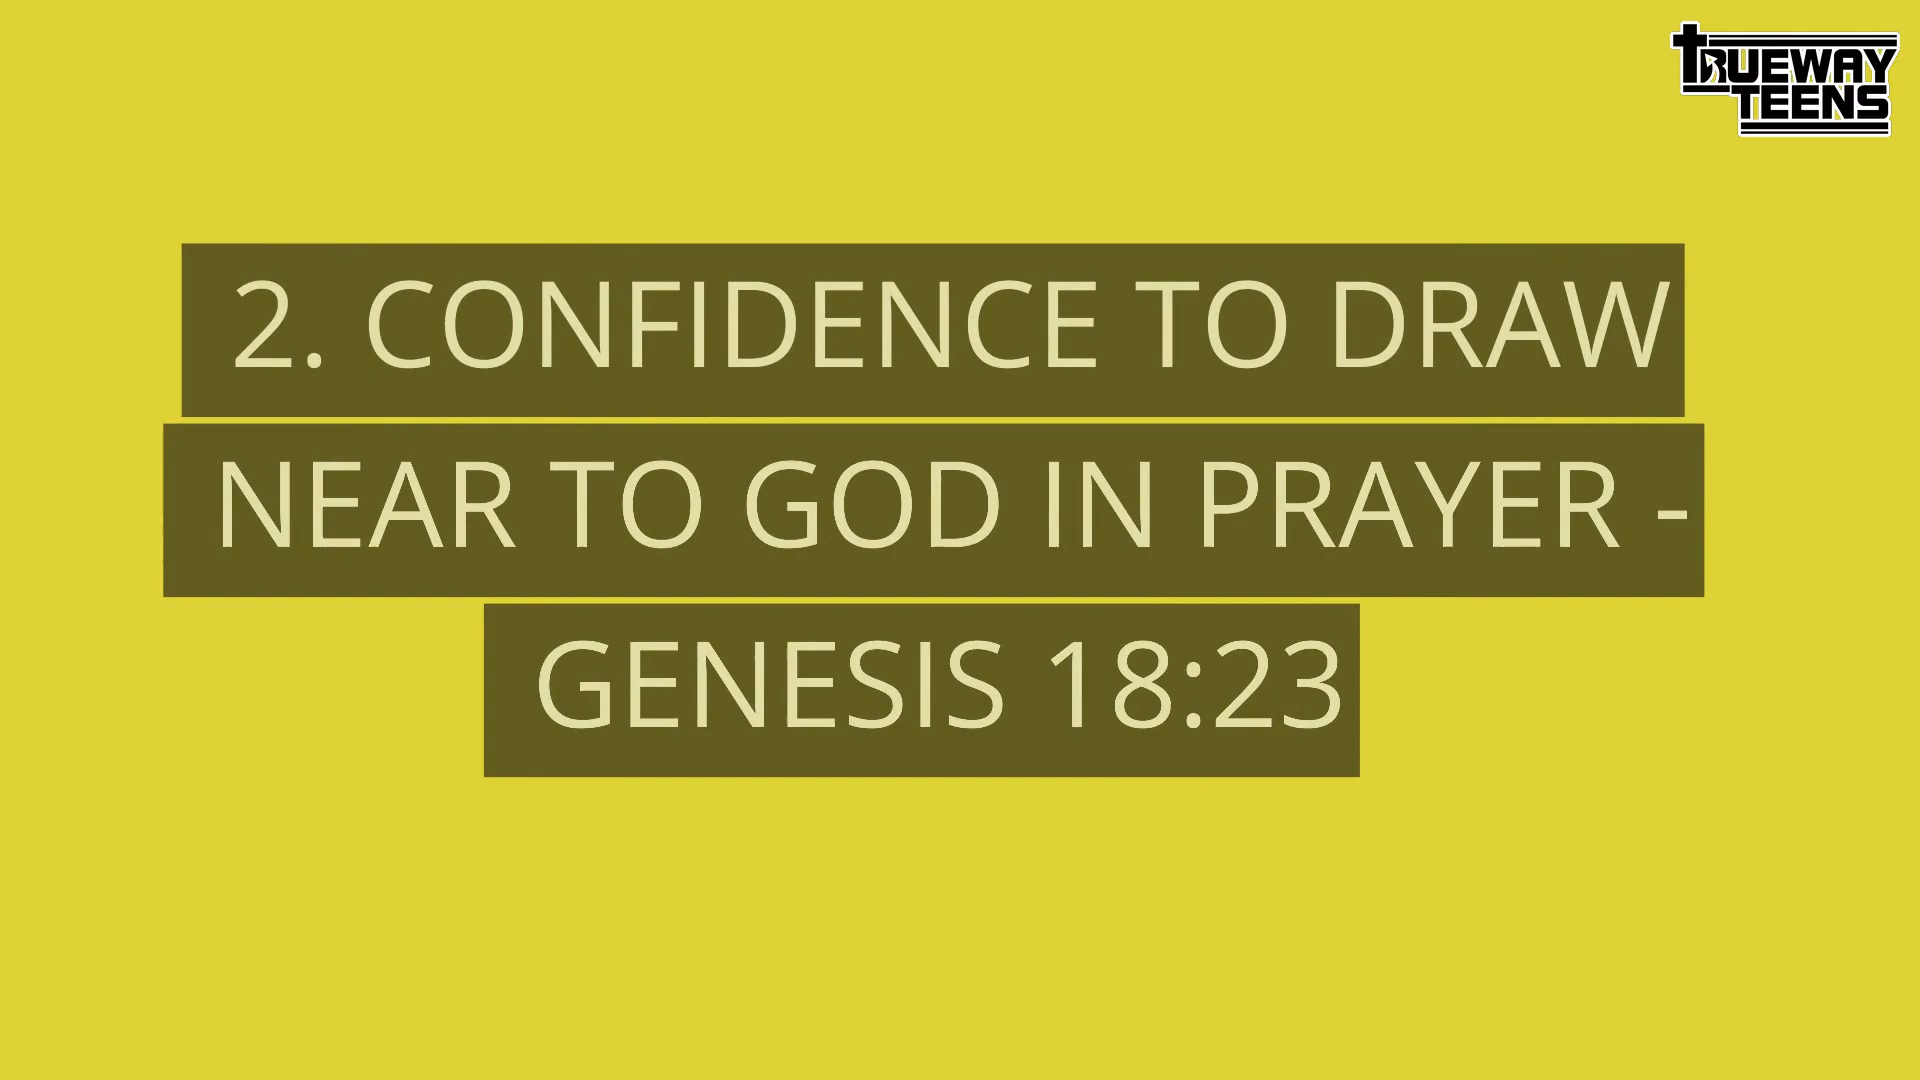 TRUEWAY
TEENS
2. CONFIDENCE TO DRAW
NEAR TO GOD IN PRAYER -
GENESIS 18:23